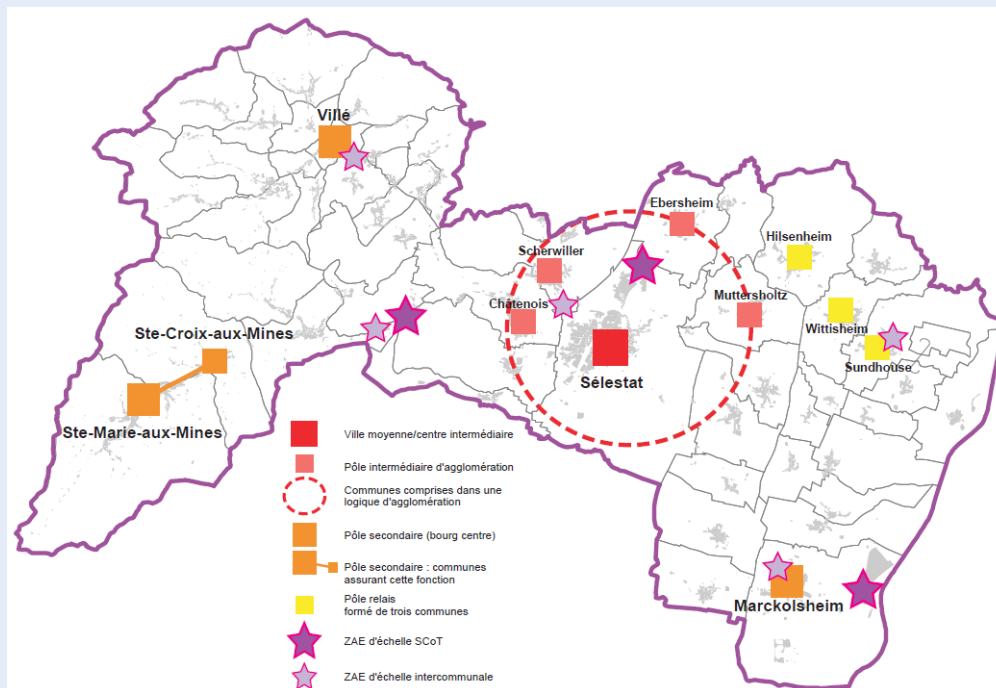 Villé
Ebersheim
Hilsenheim
Scherwiller
Châtenois
Muttersholtz
Wittisheim
Ste-Croix-aux-Mines
Sundhouse
Sélestat
Ste-Marie-aux-Mines
Marckolsheim
Ville moyenne/centre intermédiaire
Pôle intermédiaire d'agglomération
Communes comprises dans une
logique d'agglomération
Pôle secondaire (bourg centre)
Pôle secondaire : communes
assurant cette fonction
Pôle relais
formé de trois communes
ZAE d'échelle SCoT
ZAE d'échelle intercommunale